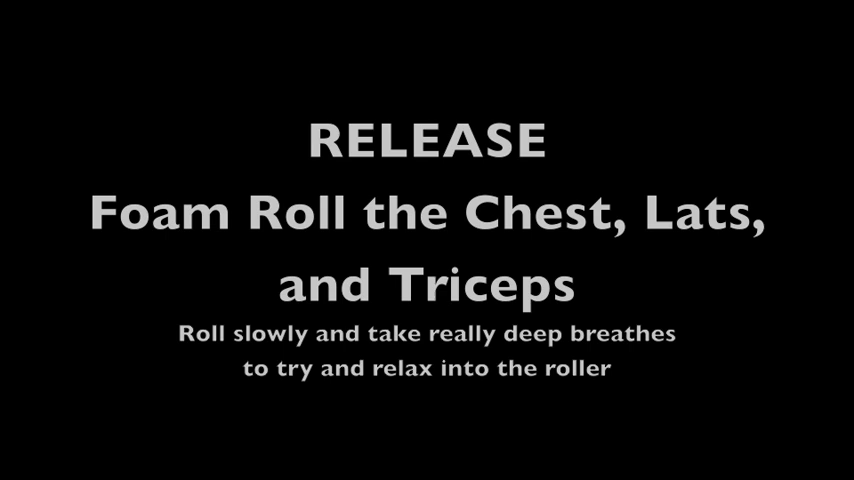 RELEASE
Foam Roll the Chest, Lats,
and Triceps
Roll slowly and take really deep breathes
to try and relax into the roller